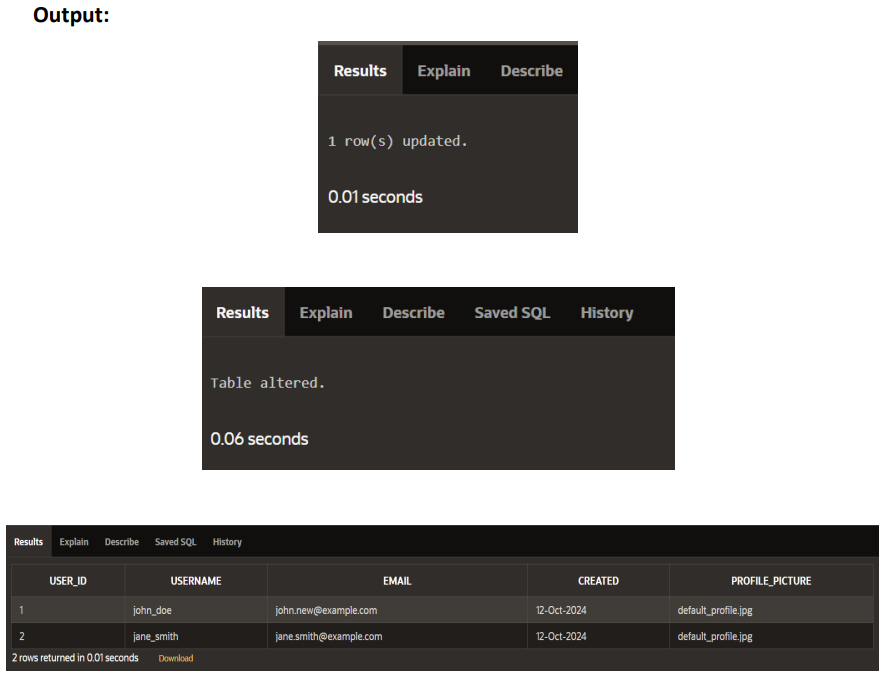 Output:
Results Explain Describe
1 row(s) updated.
0.01 seconds
Results Explain Describe Saved SQL History
Table altered.
0.06 seconds
Results Explain Describe Saved SQL History
USER_ID USERNAME EMAIL CREATED PROFILE_PICTURE
1 john_doe john.new@example.com 12-Oct-2024 default_profile.jpg
2 jane_smith jane.smith@example.com 12-Oct-2024 default_profile.jpg
2 rows returned in 0.01 seconds Download